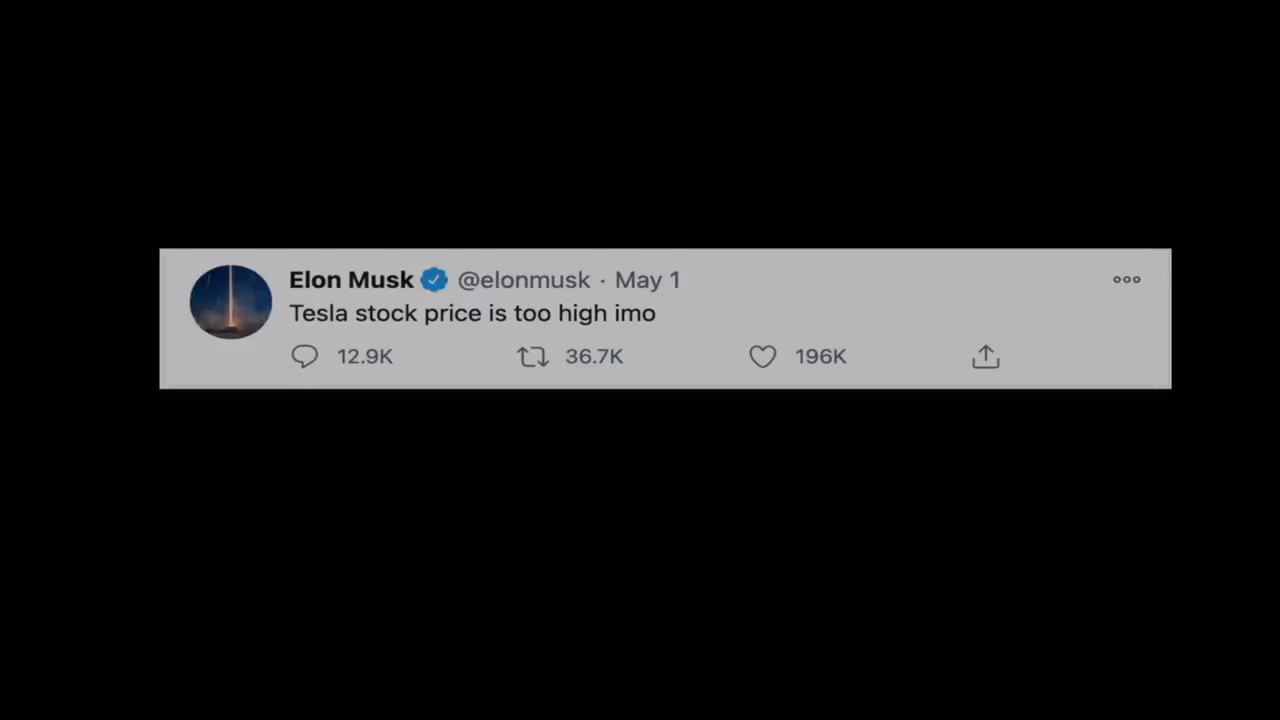 Elon Musk @elonmusk · May 1
Tesla stock price is too high imo
12.9K 36.7K 196K